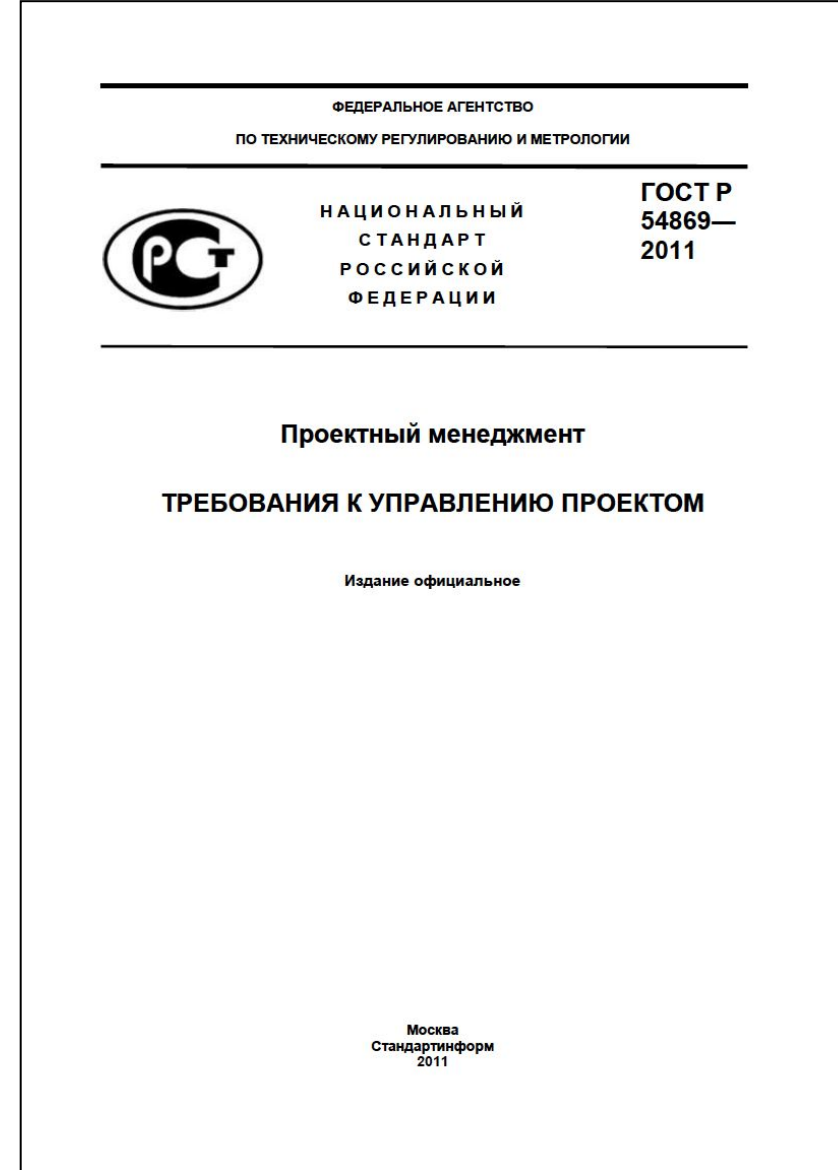 ФЕДЕРАЛЬНОЕ АГЕНТСТВО
ПО ТЕХНИЧЕСКОМУ РЕГУЛИРОВАНИЮ И МЕТРОЛОГИИ
НАЦИОНАЛЬНЫЙ
СТАНДАРТ
РОССИЙСКОЙ
ФЕДЕРАЦИИ
ГОСТ Р
54869—
2011
РСТ
Проектный менеджмент
ТРЕБОВАНИЯ К УПРАВЛЕНИЮ ПРОЕКТОМ
Издание официальное
Москва
Стандартинформ
2011